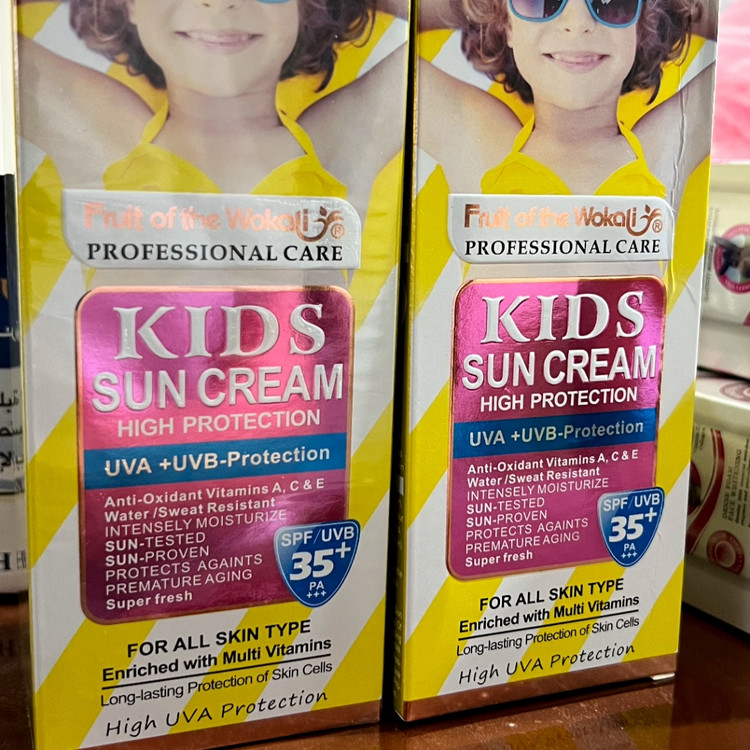 Fruit of the Wokali®
PROFESSIONAL CARE
KIDS
SUN CREAM
HIGH PROTECTION
UVA +UVB-Protection
Anti-Oxidant Vitamins A, C & E
Water /Sweat Resistant
INTENSELY MOISTURIZE
SUN-TESTED
SUN-PROVEN
PROTECTS AGAINTS
PREMATURE AGING
Super fresh
SPF/UVB
35+
PA
+++
FOR ALL SKIN TYPE
Enriched with Multi Vitamins
Long-lasting Protection of Skin Cells
High UVA Protection
Fruit of the Wokali®
PROFESSIONAL CARE
KIDS
SUN CREAM
HIGH PROTECTION
UVA +UVB-Protection
Anti-Oxidant Vitamins A, C & E
Water /Sweat Resistant
INTENSELY MOISTURIZE
SUN-TESTED
SUN-PROVEN
PROTECTS AGAINTS
PREMATURE AGING
Super fresh
SPF/UVB
35+
PA
+++
FOR ALL SKIN TYPE
Enriched with Multi Vitamins
Long-lasting Protection of Skin Cells
High UVA Protection